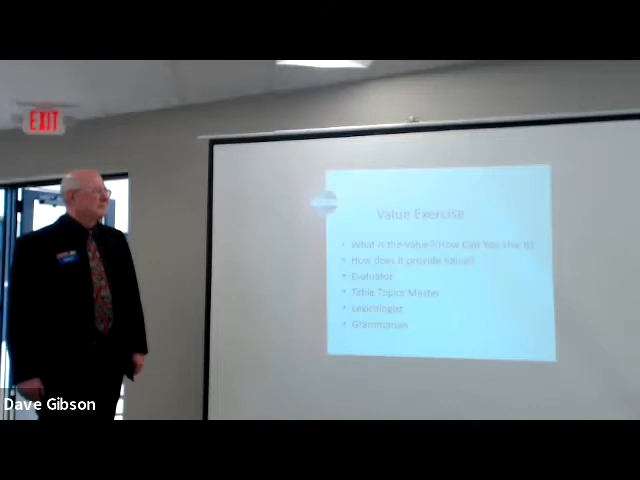 EXIT
Value Exercise
• What is the value?/How Can You Use it?
• How does it provide value?
• Evaluator
• Table Topics Master
• Lexicologist
• Grammarian
Dave Gibson